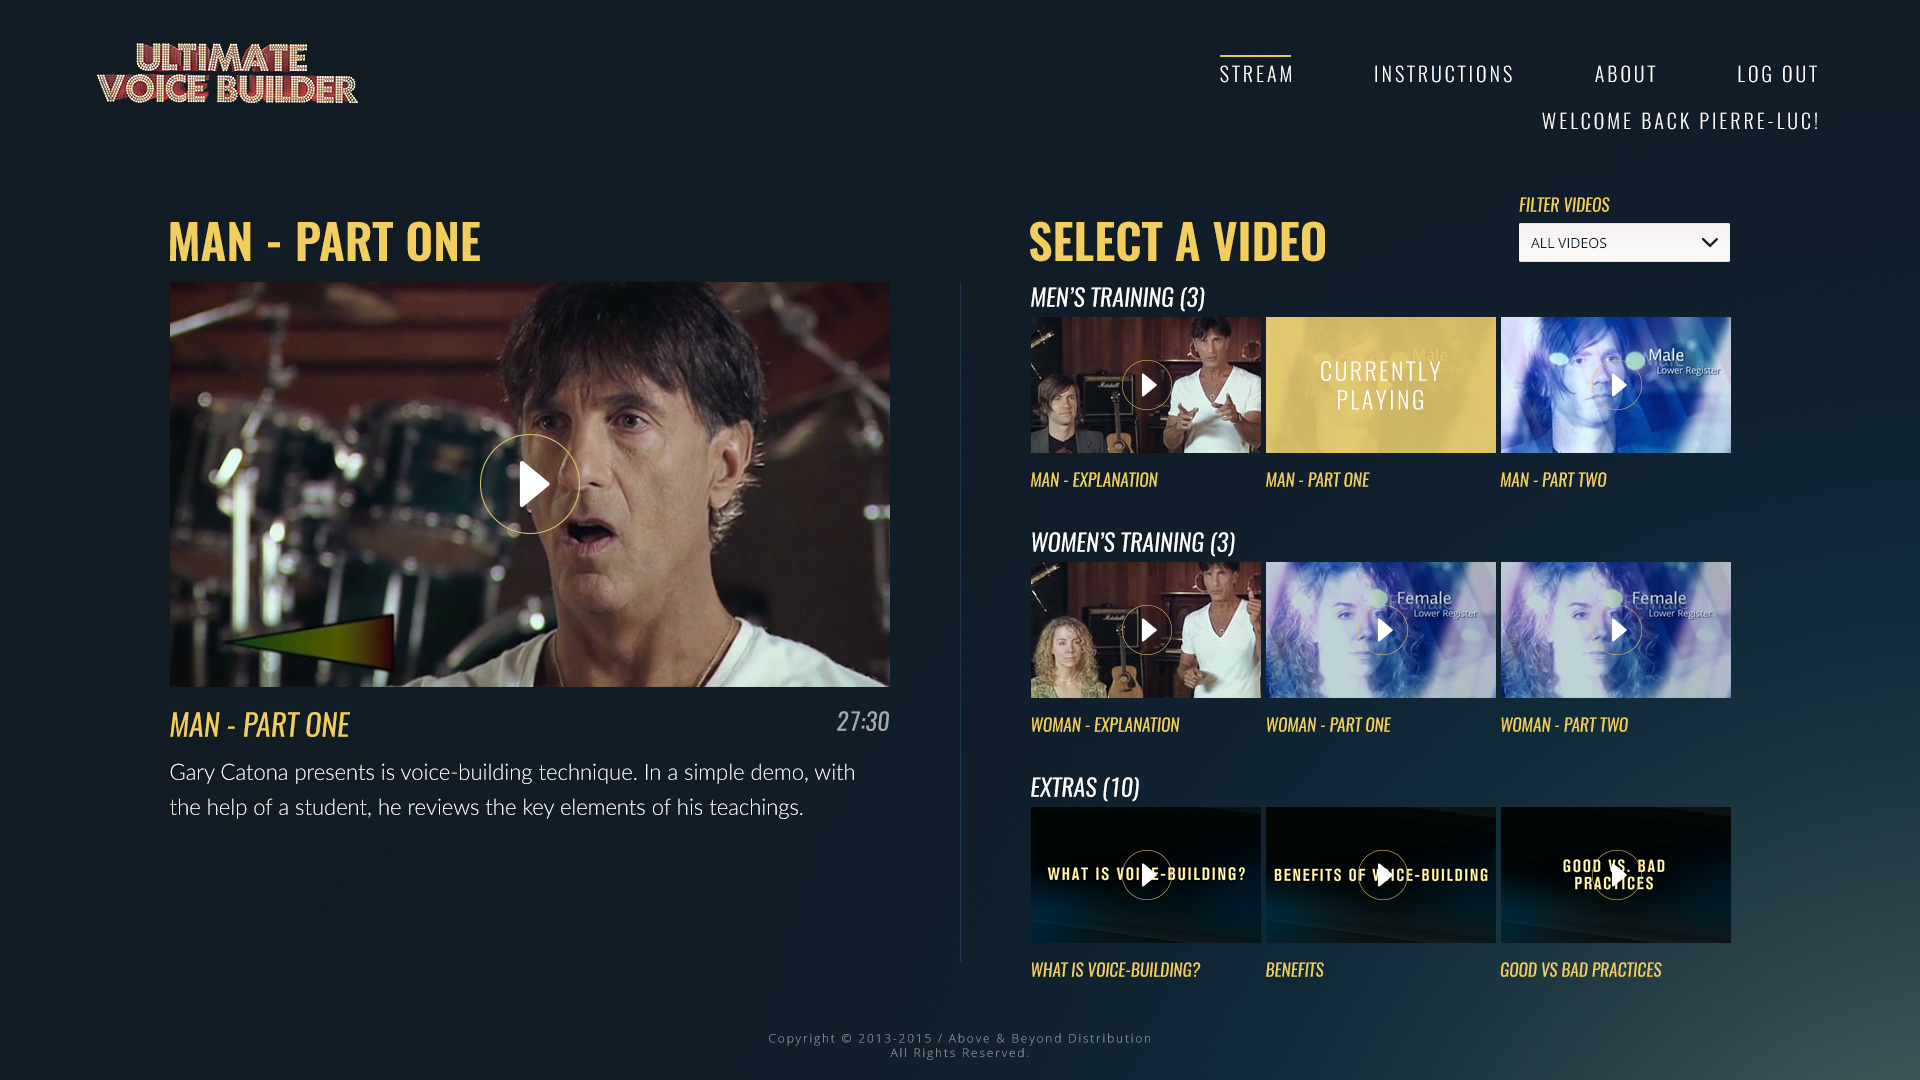 ULTIMATE
VOICE BUILDER
STREAM
INSTRUCTIONS
ABOUT
LOG OUT
WELCOME BACK PIERRE-LUC!
MAN - PART ONE
MAN - PART ONE
27:30
Gary Catona presents is voice-building technique. In a simple demo, with
the help of a student, he reviews the key elements of his teachings.
SELECT A VIDEO
FILTER VIDEOS
ALL VIDEOS
MEN'S TRAINING (3)
Marshall
CURRENTLY
PLAYING
Male
Male
Lower Register
MAN - EXPLANATION
MAN - PART ONE
MAN - PART TWO
WOMEN'S TRAINING (3)
Female
Lower Register
Female
Lower Register
WOMAN - EXPLANATION
WOMAN - PART ONE
WOMAN - PART TWO
EXTRAS (10)
WHAT IS VOICE-BUILDING?
BENEFITS OF VOICE-BUILDING
GOOD VS. BAD
PRACTICES
WHAT IS VOICE-BUILDING?
BENEFITS
GOOD VS BAD PRACTICES
Copyright © 2013-2015 / Above & Beyond Distribution
All Rights Reserved.